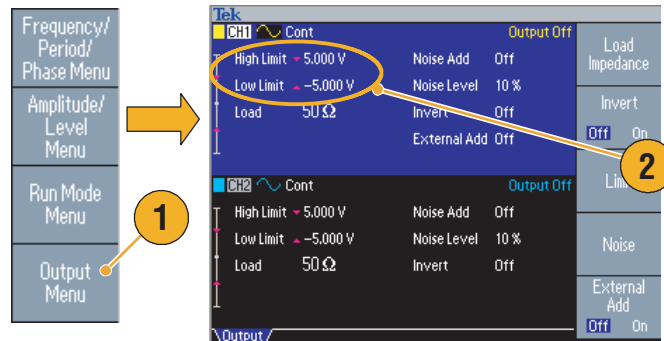 Frequency/
Period/
Phase Menu
Amplitude/
Level
Menu
Run Mode
Menu
Output
Menu
1
Tek
CH1 Cont Output Off
High Limit 5.000 V Noise Add Off
Low Limit -5.000 V Noise Level 10 %
Load 50 Ω Invert Off
External Add Off
CH2 Cont Output Off
High Limit 5.000 V Noise Add Off
Low Limit -5.000 V Noise Level 10 %
Load 50 Ω Invert Off
Output
Load
Impedance
Invert
Off On
2
Noise
External
Add
Off On